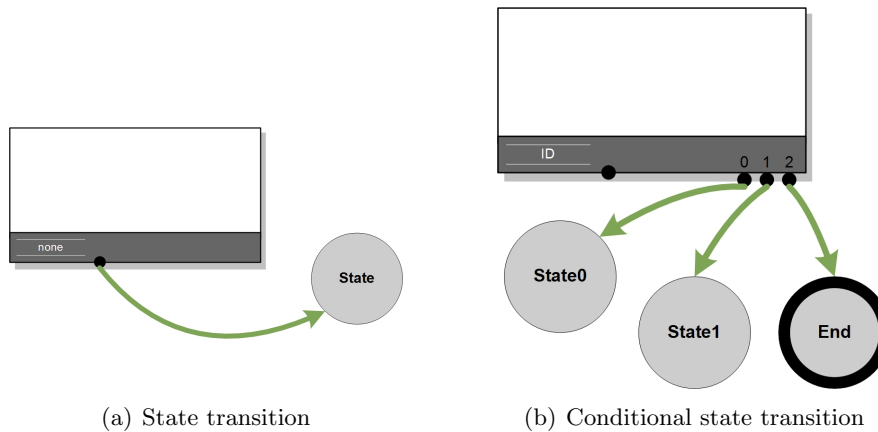 none
State
(a) State transition
ID
0 1 2
State0
State1
End
(b) Conditional state transition